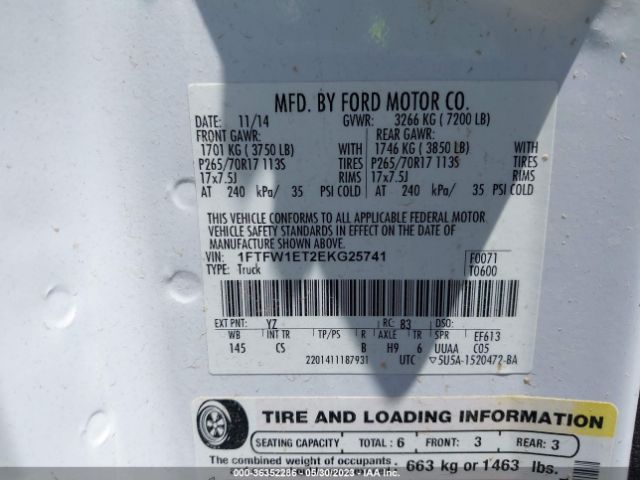 MFD. BY FORD MOTOR CO.
DATE: 11/14 GVWR: 3266 KG ( 7200 LB)
FRONT GAWR: REAR GAWR:
1701 KG ( 3750 LB) WITH 1746 KG ( 3850 LB) WITH
P265/70R17 113S TIRES P265/70R17 113S TIRES
17x7.5J RIMS 17x7.5J RIMS
AT 240 kPa/ 35 PSI COLD AT 240 kPa/ 35 PSI COLD
THIS VEHICLE CONFORMS TO ALL APPLICABLE FEDERAL MOTOR
VEHICLE SAFETY STANDARDS IN EFFECT ON THE DATE OF
MANUFACTURE SHOWN ABOVE.
VIN: 1FTFW1ET2EKG25741 F0071
TYPE: Truck T0600
EXT PNT: YZ RC: 83 DSO:
WB INT TR TP/PS R AXLE TR SPR EF613
145 CS B H9 6 UUAA C05
2201411187931 UTC ▽5U5A-1520472-BA
TIRE AND LOADING INFORMATION
SEATING CAPACITY TOTAL : 6 FRONT: 3 REAR: 3
The combined weight of occupants 663 kg or 1463 lbs.
000 - 36352286 - 05/30/2023 -